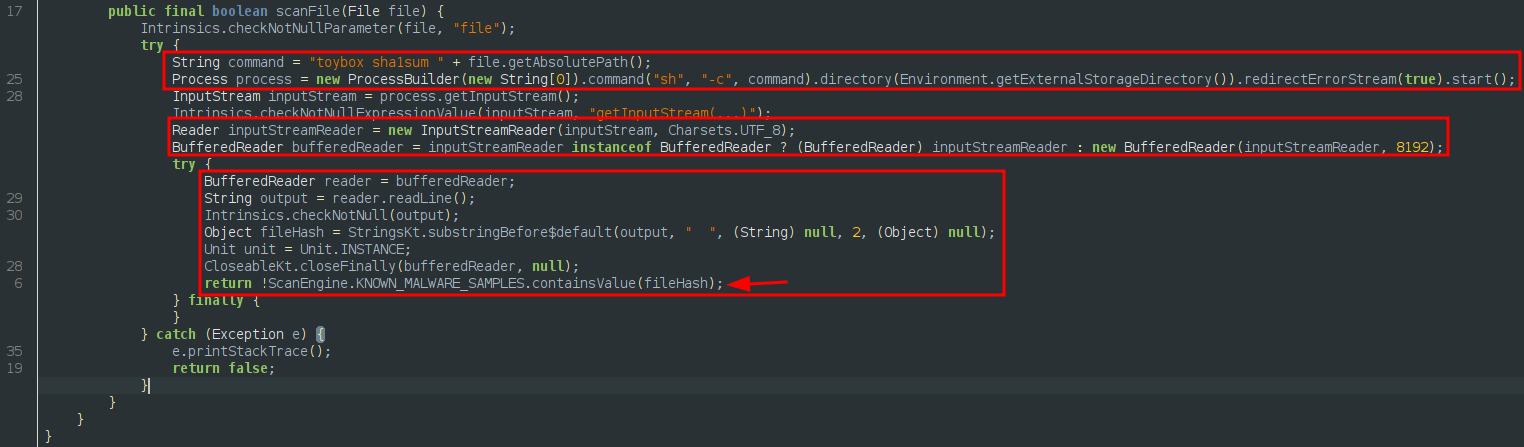 17 public final boolean scanFile(File file) {
Intrinsics.checkNotNullParameter(file, "file");
try {
String command = "toybox sha1sum " + file.getAbsolutePath();
25 Process process = new ProcessBuilder(new String[0]).command("sh", "-c", command).directory(Environment.getExternalStorageDirectory()).redirectErrorStream(true).start();
28 InputStream inputStream = process.getInputStream();
Intrinsics.checkNotNullExpressionValue(inputStream, "getInputStream(...)");
Reader inputStreamReader = new InputStreamReader(inputStream, Charsets.UTF_8);
BufferedReader bufferedReader = inputStreamReader instanceof BufferedReader ? (BufferedReader) inputStreamReader : new BufferedReader(inputStreamReader, 8192);
try {
BufferedReader reader = bufferedReader;
29 String output = reader.readLine();
30 Intrinsics.checkNotNull(output);
Object fileHash = StringsKt.substringBefore$default(output, "  ", (String) null, 2, (Object) null);
Unit unit = Unit.INSTANCE;
28 CloseableKt.closeFinally(bufferedReader, null);
6 return !ScanEngine.KNOWN_MALWARE_SAMPLES.containsValue(fileHash);
} finally {
}
} catch (Exception e) {
35 e.printStackTrace();
19 return false;
}
}
}
}